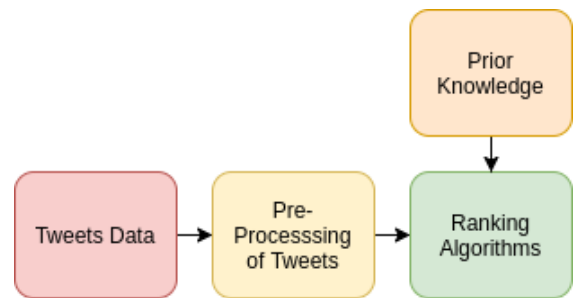 Prior
Knowledge
Tweets Data
Pre-
Processsing
of Tweets
Ranking
Algorithms